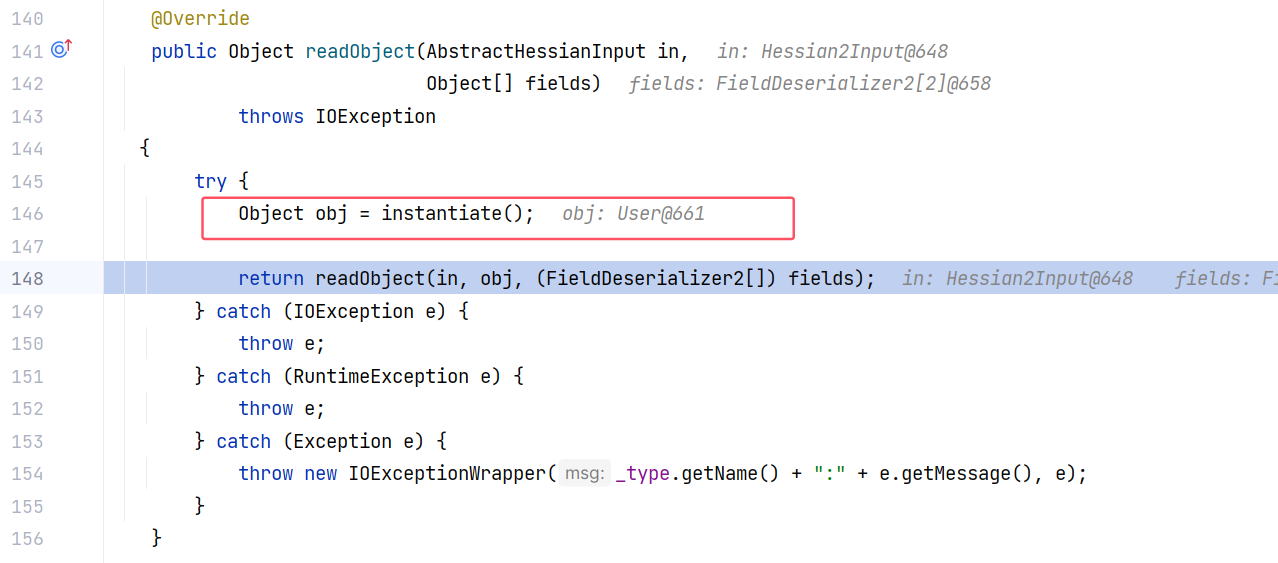 140 @Override
141 public Object readObject(AbstractHessianInput in, in: Hessian2Input@648
142 Object[] fields) fields: FieldDeserializer2[2]@658
143 throws IOException
144 {
145 try {
146 Object obj = instantiate(); obj: User@661
147
148 return readObject(in, obj, (FieldDeserializer2[]) fields); in: Hessian2Input@648 fields: Fi
149 } catch (IOException e) {
150 throw e;
151 } catch (RuntimeException e) {
152 throw e;
153 } catch (Exception e) {
154 throw new IOExceptionWrapper( msg: _type.getName() + ":" + e.getMessage(), e);
155 }
156 }